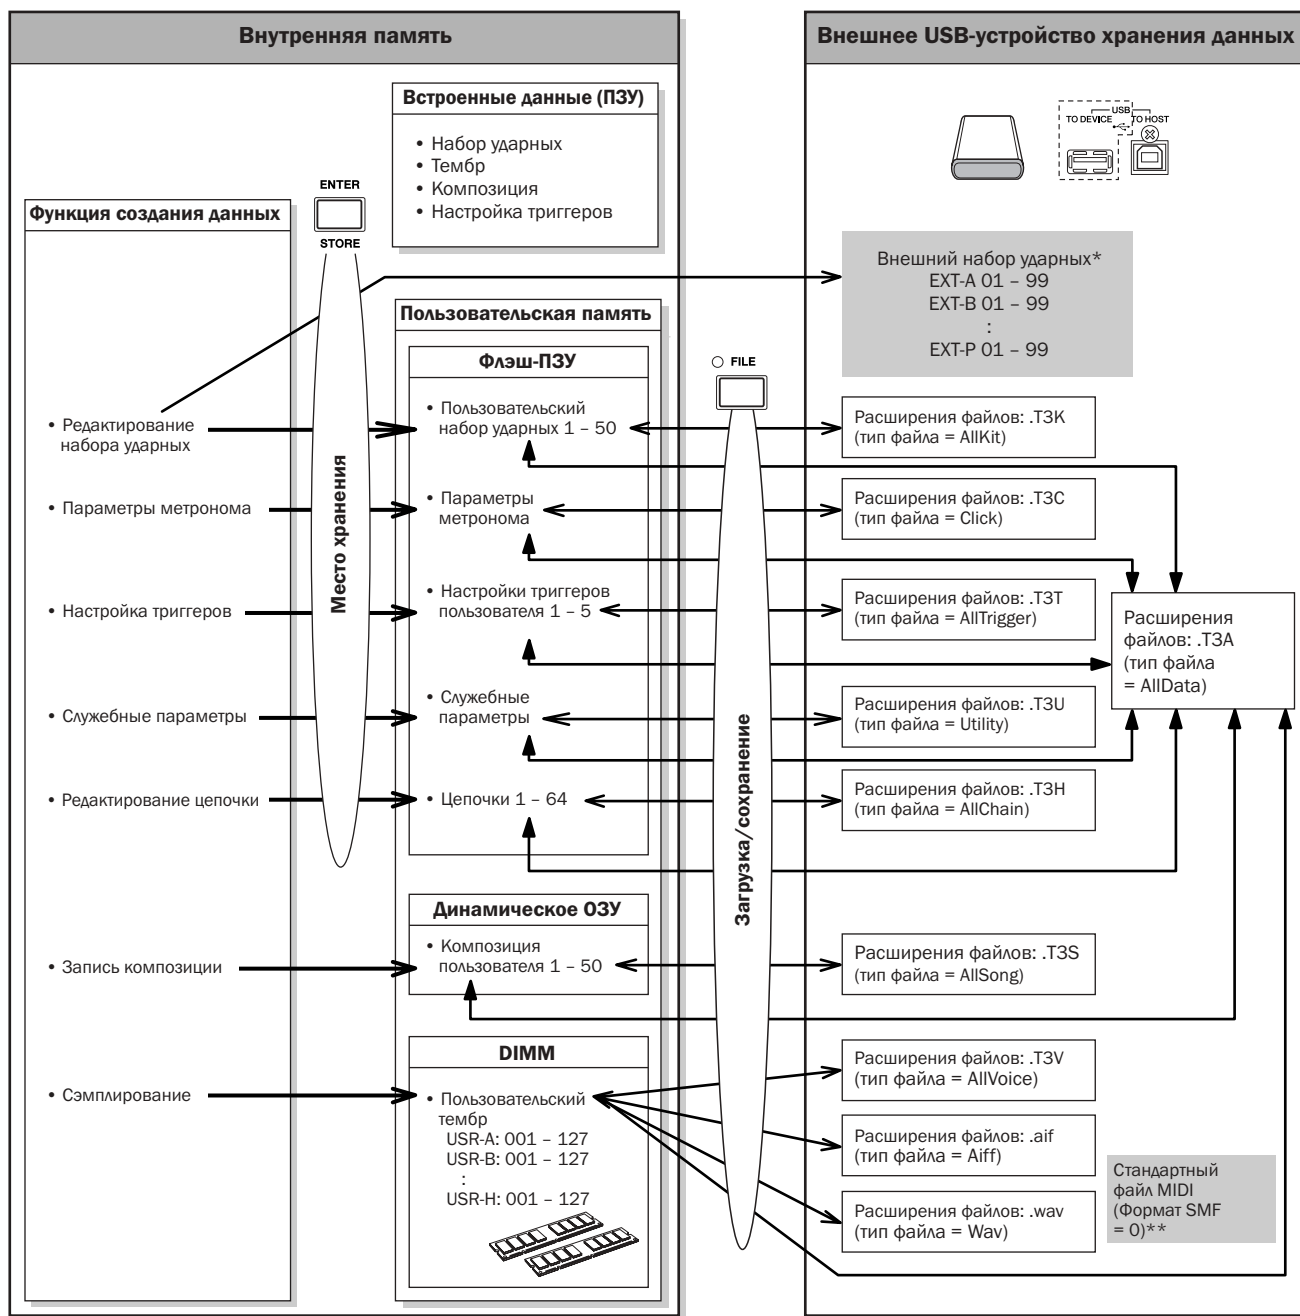 Внутренняя память
Внешнее USB-устройство хранения данных
Встроенные данные (ПЗУ)
• Набор ударных
• Тембр
• Композиция
• Настройка триггеров
USB
TO DEVICE
TO HOST
ENTER
STORE
Функция создания данных
• Редактирование
набора ударных
• Параметры метронома
• Настройка триггеров
• Служебные параметры
• Редактирование цепочки
• Запись композиции
• Сэмплирование
Место хранения
Пользовательская память
Флэш-ПЗУ
• Пользовательский
набор ударных 1 – 50
• Параметры
метронома
• Настройки триггеров
пользователя 1 – 5
• Служебные
параметры
• Цепочки 1 – 64
Динамическое ОЗУ
• Композиция
пользователя 1 – 50
DIMM
• Пользовательский
тембр
USR-A: 001 – 127
USR-B: 001 – 127
:
USR-H: 001 – 127
FILE
Загрузка/сохранение
Внешний набор ударных*
EXT-A 01 – 99
EXT-B 01 – 99
:
EXT-P 01 – 99
Расширения файлов: .T3K
(тип файла = AllKit)
Расширения файлов: .T3C
(тип файла = Click)
Расширения файлов: .T3T
(тип файла = AllTrigger)
Расширения файлов: .T3U
(тип файла = Utility)
Расширения файлов: .T3H
(тип файла = AllChain)
Расширения
файлов: .T3A
(тип файла
= AllData)
Расширения файлов: .T3S
(тип файла = AllSong)
Расширения файлов: .T3V
(тип файла = AllVoice)
Расширения файлов: .aif
(тип файла = Aiff)
Расширения файлов: .wav
(тип файла = Wav)
Стандартный
файл MIDI
(Формат SMF
= 0)**